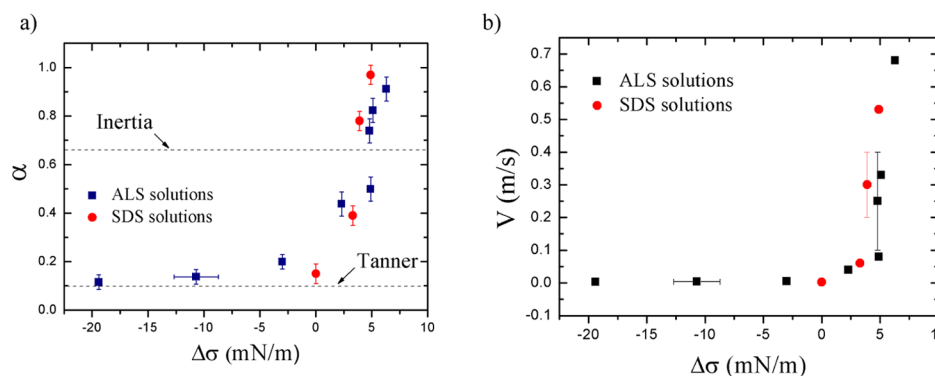 a)
1.0
0.8
0.6
0.4
0.2
0.0
α
Inertia
ALS solutions
SDS solutions
Tanner
-20 -15 -10 -5 0 5 10
Δσ (mN/m)
b)
0.7
0.6
0.5
0.4
0.3
0.2
0.1
0.0
-0.1
V (m/s)
ALS solutions
SDS solutions
-20 -15 -10 -5 0 5 10
Δσ (mN/m)